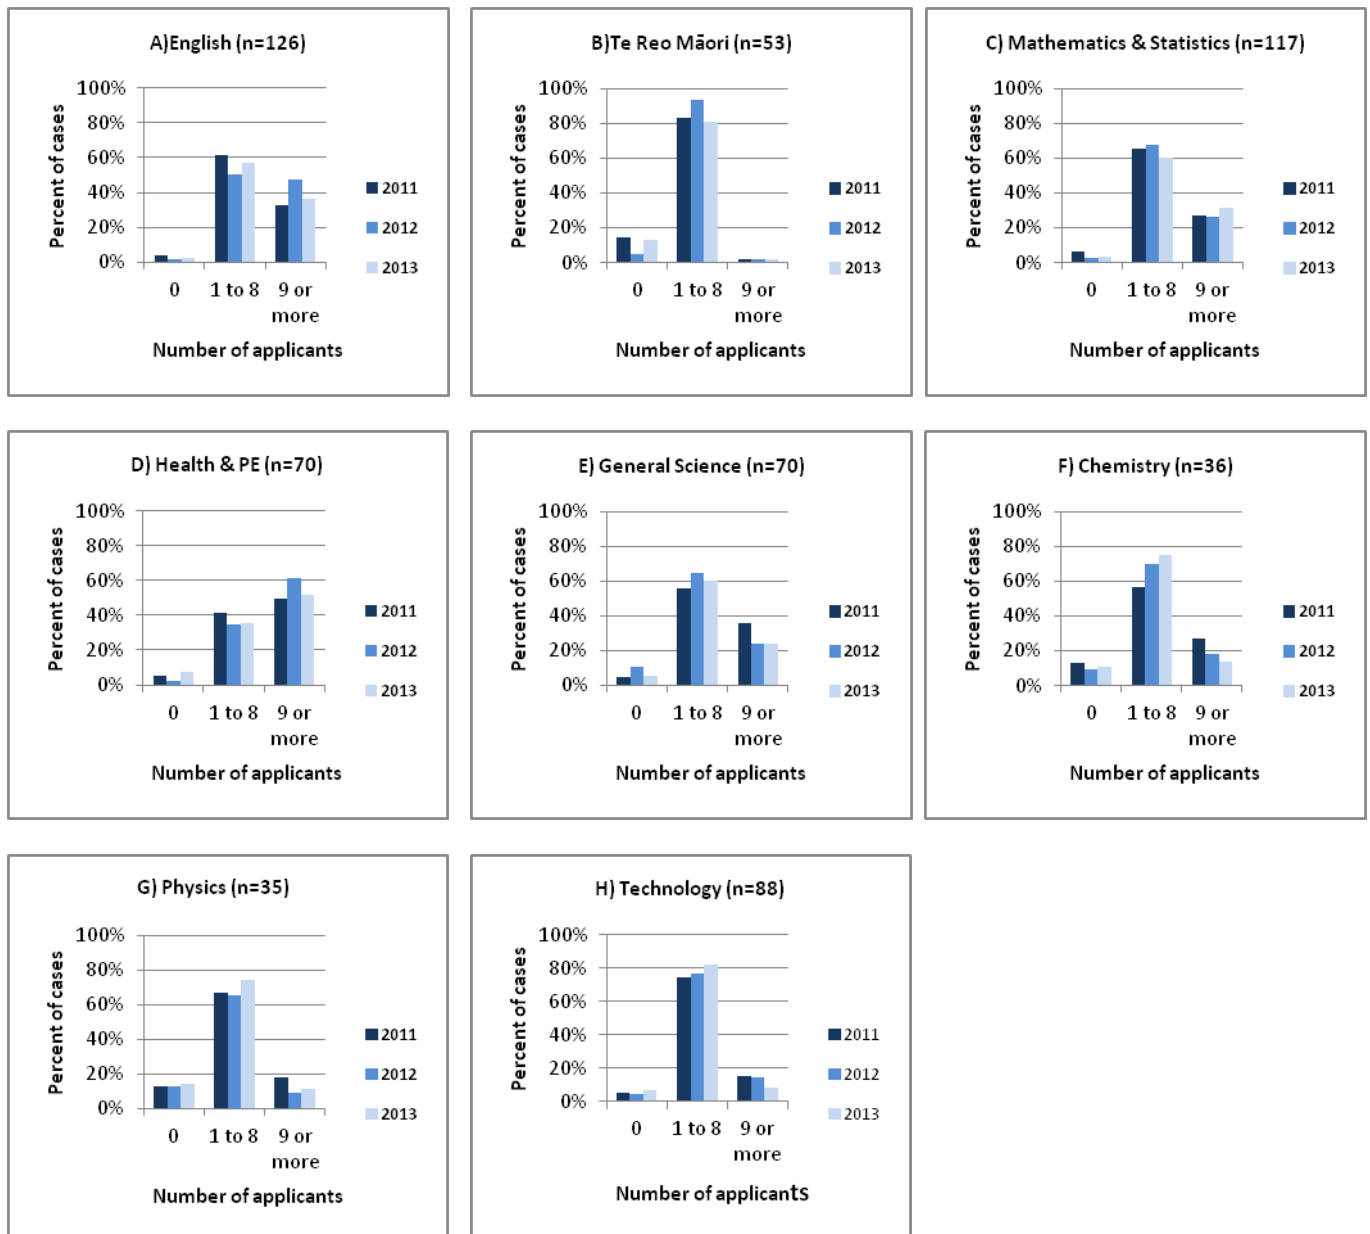 A)English (n=126)
Percent of cases
100%
80%
60%
40%
20%
0%
0
1 to 8
9 or
more
Number of applicants
2011
2012
2013
B)Te Reo Māori (n=53)
Percent of cases
100%
80%
60%
40%
20%
0%
0
1 to 8
9 or
more
Number of applicants
2011
2012
2013
C) Mathematics & Statistics (n=117)
Percent of cases
100%
80%
60%
40%
20%
0%
0
1 to 8
9 or
more
Number of applicants
2011
2012
2013
D) Health & PE (n=70)
Percent of cases
100%
80%
60%
40%
20%
0%
0
1 to 8
9 or
more
Number of applicants
2011
2012
2013
E) General Science (n=70)
Percent of cases
100%
80%
60%
40%
20%
0%
0
1 to 8
9 or
more
Number of applicants
2011
2012
2013
F) Chemistry (n=36)
Percent of cases
100%
80%
60%
40%
20%
0%
0
1 to 8
9 or
more
Number of applicants
2011
2012
2013
G) Physics (n=35)
Percent of cases
100%
80%
60%
40%
20%
0%
0
1 to 8
9 or
more
Number of applicants
2011
2012
2013
H) Technology (n=88)
Percent of cases
100%
80%
60%
40%
20%
0%
0
1 to 8
9 or
more
Number of applicants
2011
2012
2013